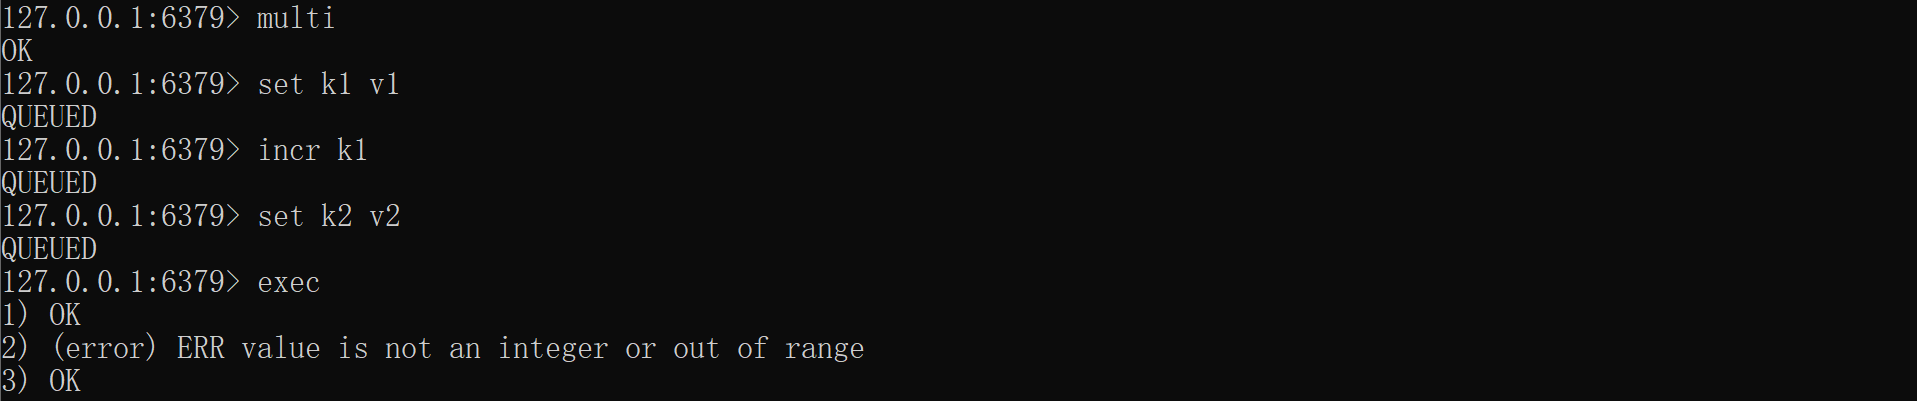 127.0.0.1:6379> multi
OK
127.0.0.1:6379> set k1 v1
QUEUED
127.0.0.1:6379> incr k1
QUEUED
127.0.0.1:6379> set k2 v2
QUEUED
127.0.0.1:6379> exec
1) OK
2) (error) ERR value is not an integer or out of range
3) OK